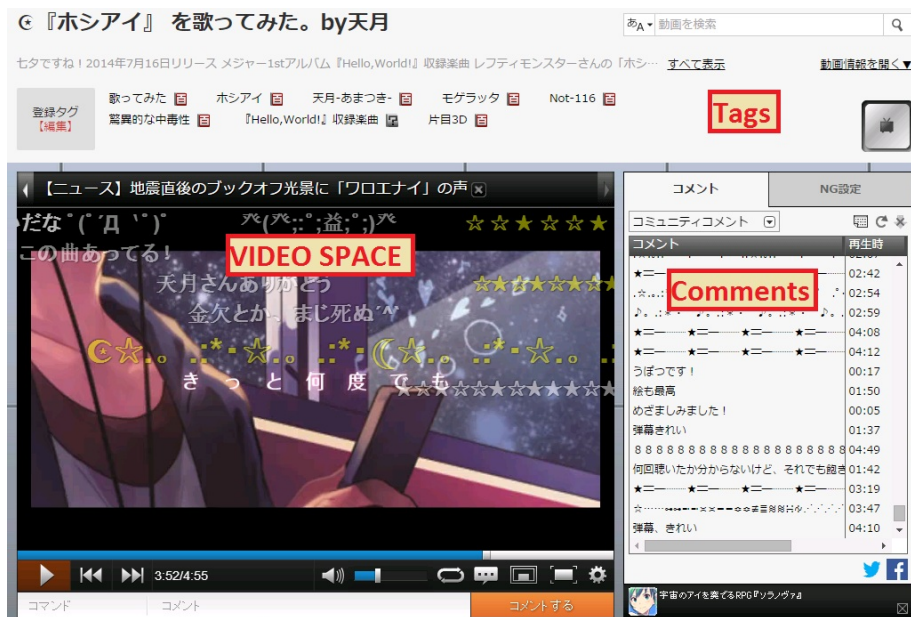 『ホシアイ』 を歌ってみた。by天月
あA 動画を検索
七夕ですね！2014年7月16日リリース メジャー1stアルバム『Hello,World!』収録楽曲 レフティモンスターさんの「ホシ… すべて表示
動画情報を開く▼
登録タグ
【編集】
歌ってみた ホシアイ 天月-あまつき- モゲラッタ Not-116
驚異的な中毒性 『Hello,World!』収録楽曲 片目3D
Tags
【ニュース】地震直後のブックオフ光景に「ワロエナイ」の声
だな
この曲あってる！
VIDEO SPACE
天月さんありがとう
金欠とか、まじ死ぬ
☆☆★☆☆★
きっと何度でも
3:52/4:55
コマンド コメント コメントする
コメント NG設定
コミュニティコメント
コメント 再生時
02:42
Comments
02:54
02:59
★二━ ★二━ ★二━ 04:08
★二━ ★二━ ★二━ 04:12
うぽつです！ 00:17
絵も最高 01:50
めざましみました！ 00:05
弾幕きれい 01:37
８８８８８８８８８８８８８８８８８８８８ 04:49
何回聴いたか分からないけど、それでも飽き 01:42
★二━ ★二━ ★二━ 03:19
03:47
弾幕、きれい 04:10
宇宙のアイを奏でるRPG『ソラノヴァ』